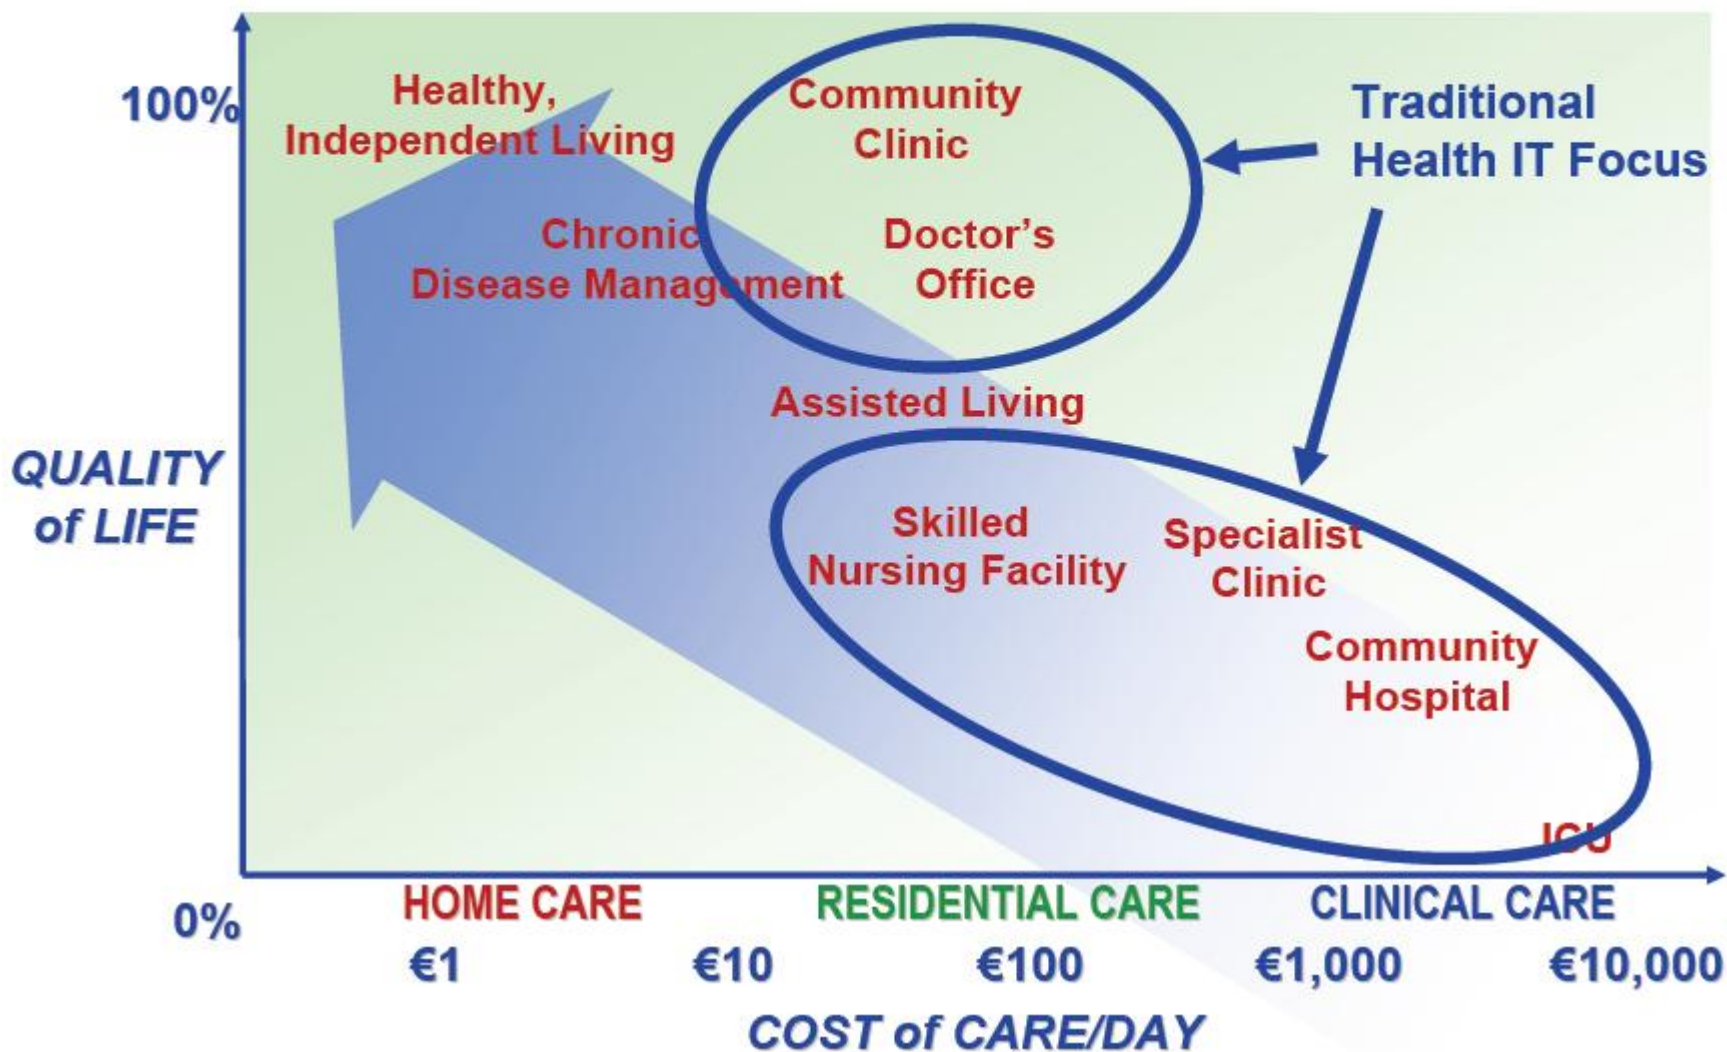 100%
Healthy,
Independent Living
Community
Clinic
Traditional
Health IT Focus
Chronic
Disease Management
Doctor's
Office
Assisted Living
QUALITY
of LIFE
Skilled
Nursing Facility
Specialist
Clinic
Community
Hospital
ICU
0%
HOME CARE RESIDENTIAL CARE CLINICAL CARE
€1 €10 €100 €1,000 €10,000
COST of CARE/DAY